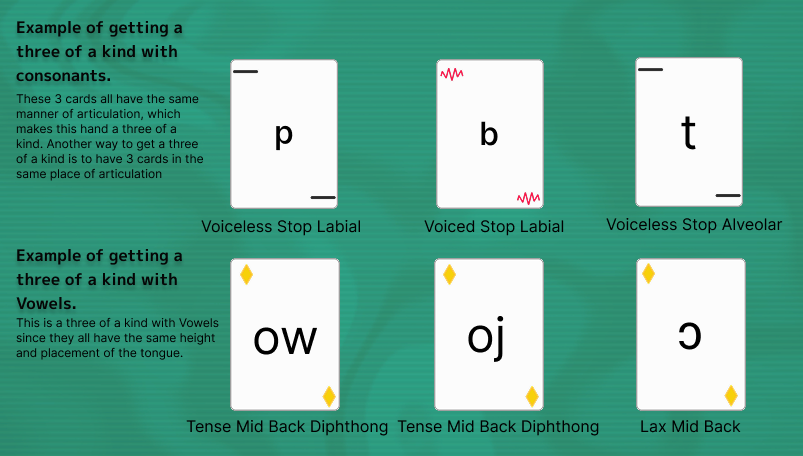 Example of getting a
three of a kind with
consonants.
These 3 cards all have the same
manner of articulation, which
makes this hand a three of a
kind. Another way to get a three
of a kind is to have 3 cards in the
same place of articulation
p
b
t
Voiceless Stop Labial
Voiced Stop Labial
Voiceless Stop Alveolar
Example of getting a
three of a kind with
Vowels.
This is a three of a kind with Vowels
since they all have the same height
and placement of the tongue.
ow
oj
ɔ
Tense Mid Back Diphthong
Tense Mid Back Diphthong
Lax Mid Back